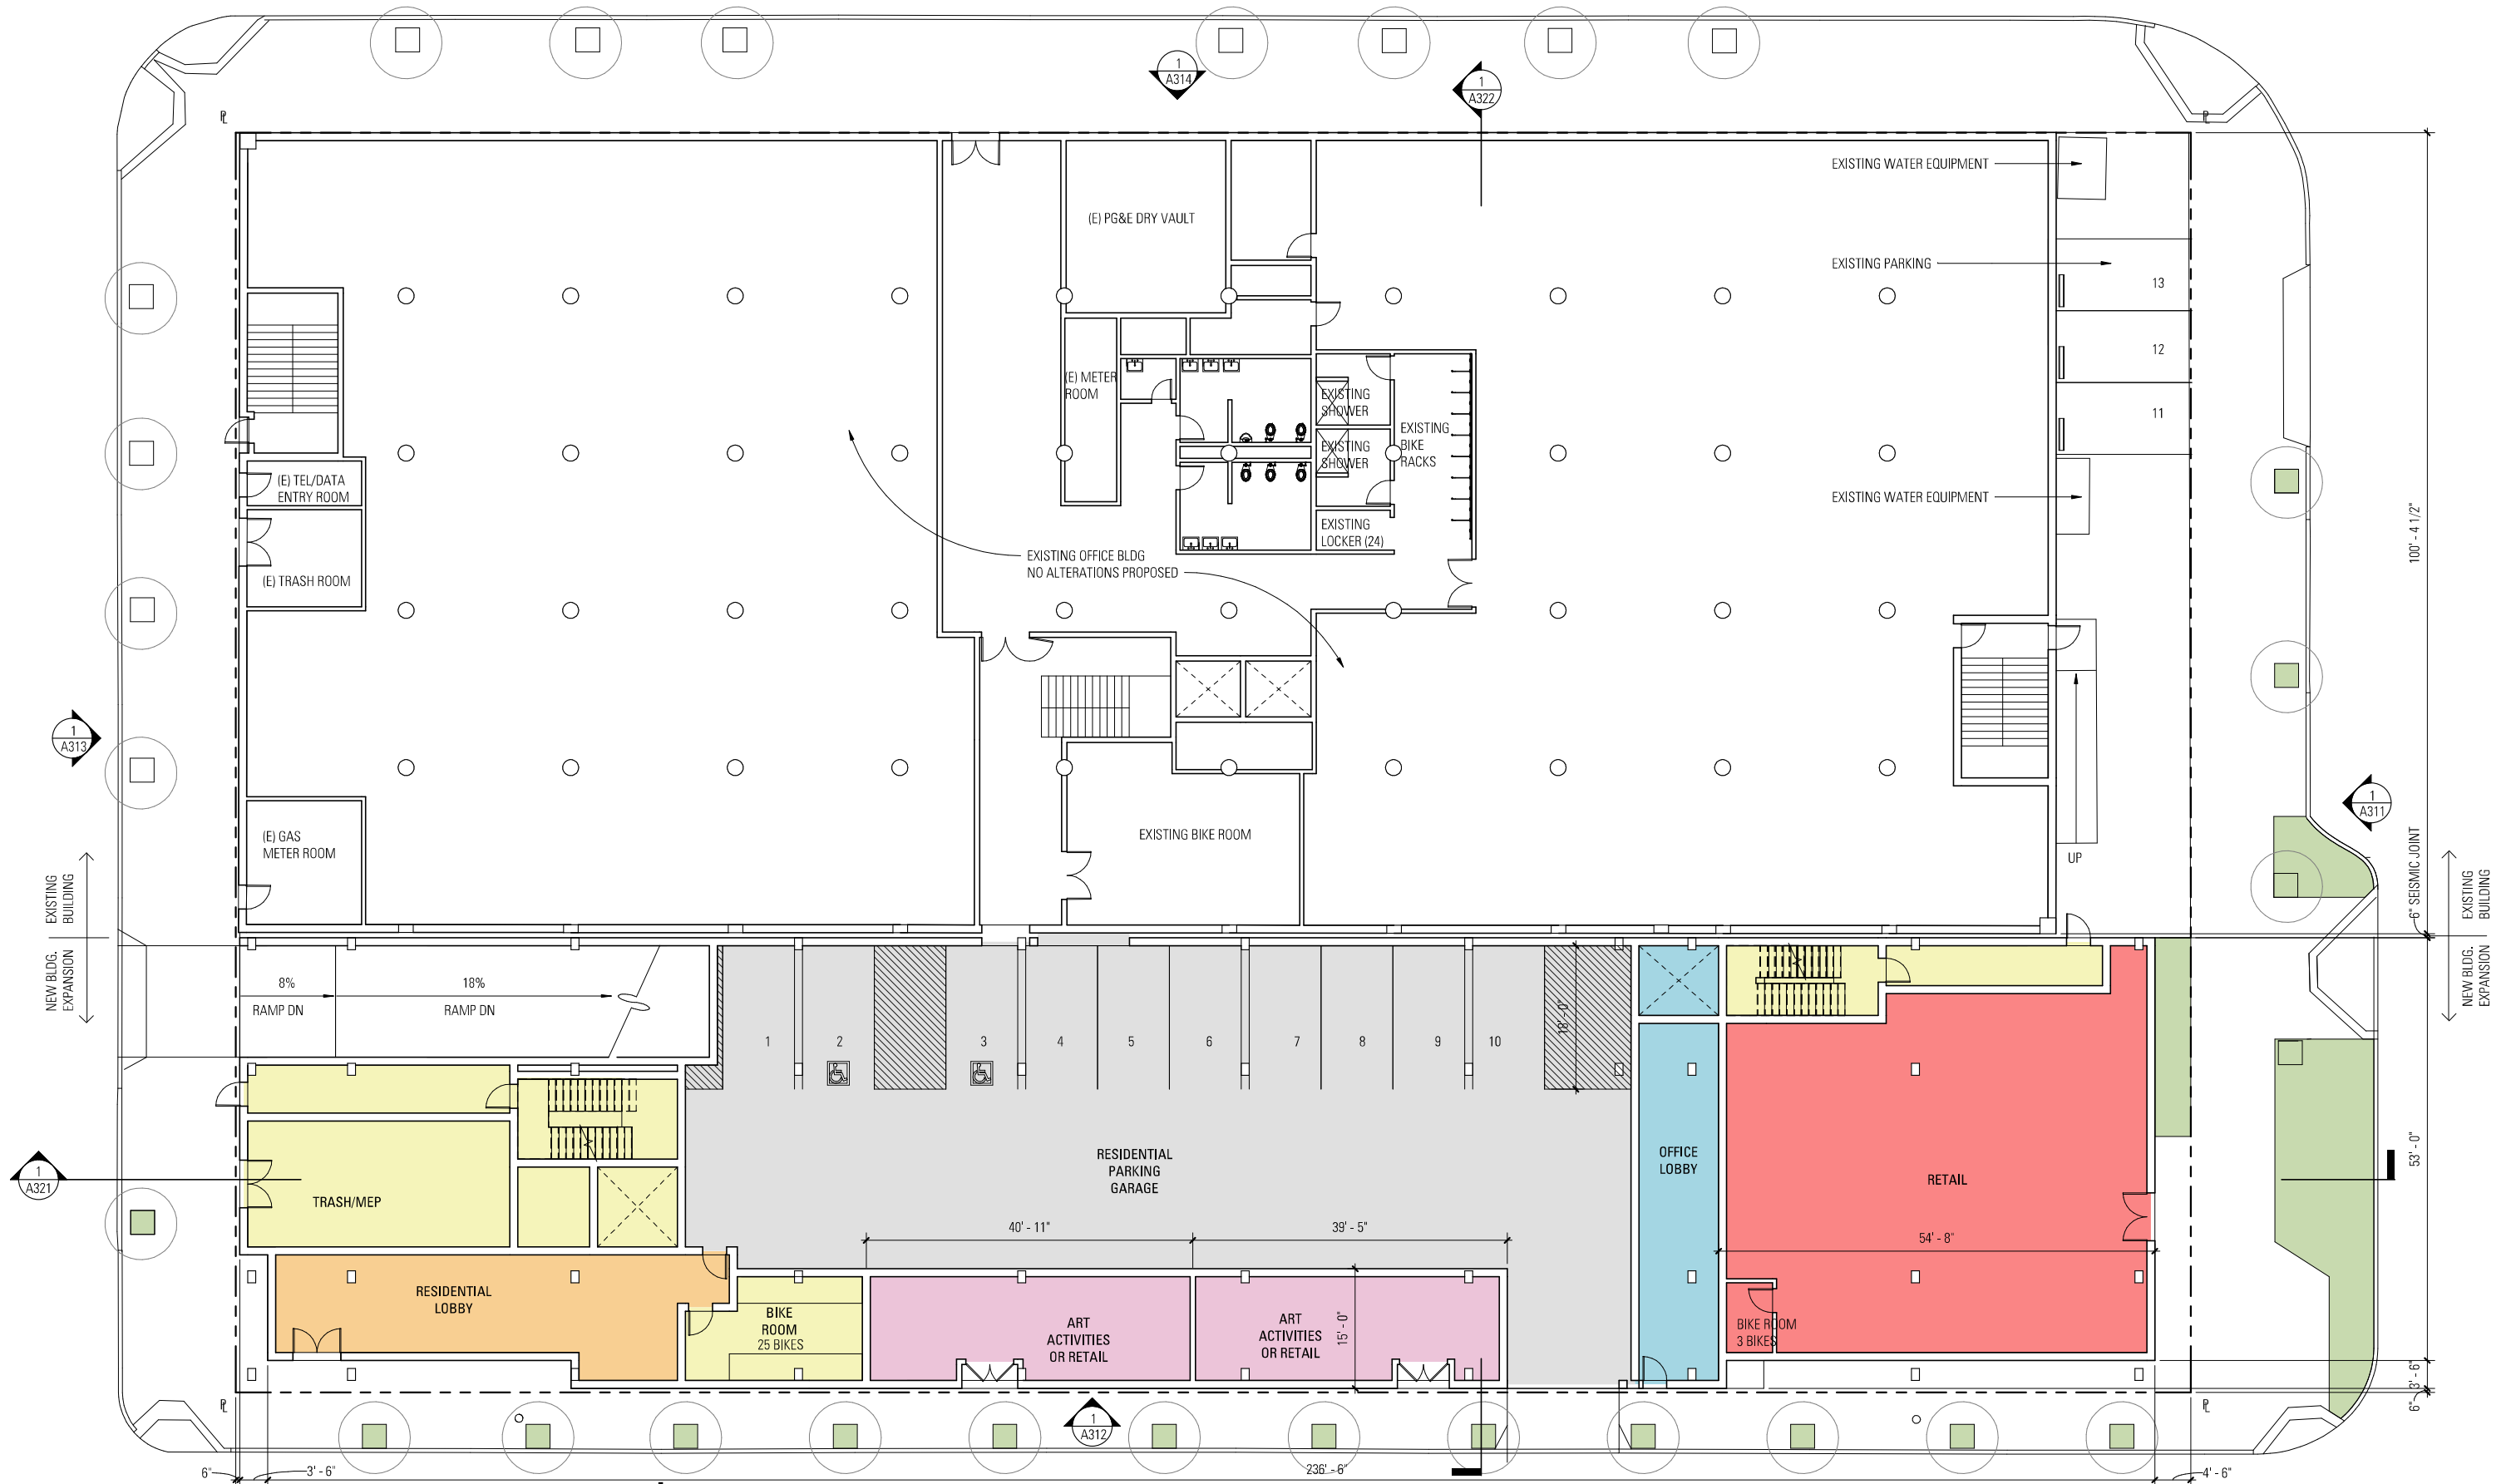 1
A314
1
A322
PL
PL
EXISTING WATER EQUIPMENT
(E) PG&E DRY VAULT
EXISTING PARKING
13
12
11
(E) METER
ROOM
EXISTING
SHOWER
EXISTING
SHOWER
EXISTING
BIKE
RACKS
EXISTING
LOCKER (24)
(E) TEL/DATA
ENTRY ROOM
(E) TRASH ROOM
EXISTING WATER EQUIPMENT
100' - 4 1/2"
EXISTING OFFICE BLDG
NO ALTERATIONS PROPOSED
1
A313
1
A311
(E) GAS
METER ROOM
EXISTING BIKE ROOM
UP
6" SEISMIC JOINT
EXISTING
BUILDING
NEW BLDG.
EXPANSION
EXISTING
BUILDING
NEW BLDG.
EXPANSION
8%
RAMP DN
18%
RAMP DN
1
2
3
4
5
6
7
8
9
10
18' - 0"
53' - 0"
1
A321
TRASH/MEP
RESIDENTIAL
PARKING
GARAGE
OFFICE
LOBBY
RETAIL
40' - 11"
39' - 5"
54' - 8"
RESIDENTIAL
LOBBY
BIKE
ROOM
25 BIKES
ART
ACTIVITIES
OR RETAIL
ART
ACTIVITIES
OR RETAIL
15' - 0"
BIKE ROOM
3 BIKES
3' - 6"
6"
PL
PL
1
A312
6"
3' - 6"
236' - 6"
4' - 6"